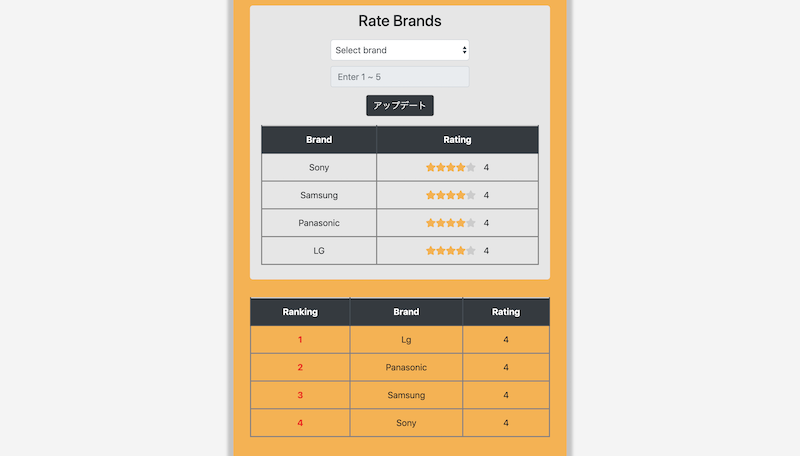 Rate Brands
Select brand
Enter 1 ~ 5
アップデート
Brand Rating
Sony 4
Samsung 4
Panasonic 4
LG 4
Ranking Brand Rating
1 Lg 4
2 Panasonic 4
3 Samsung 4
4 Sony 4